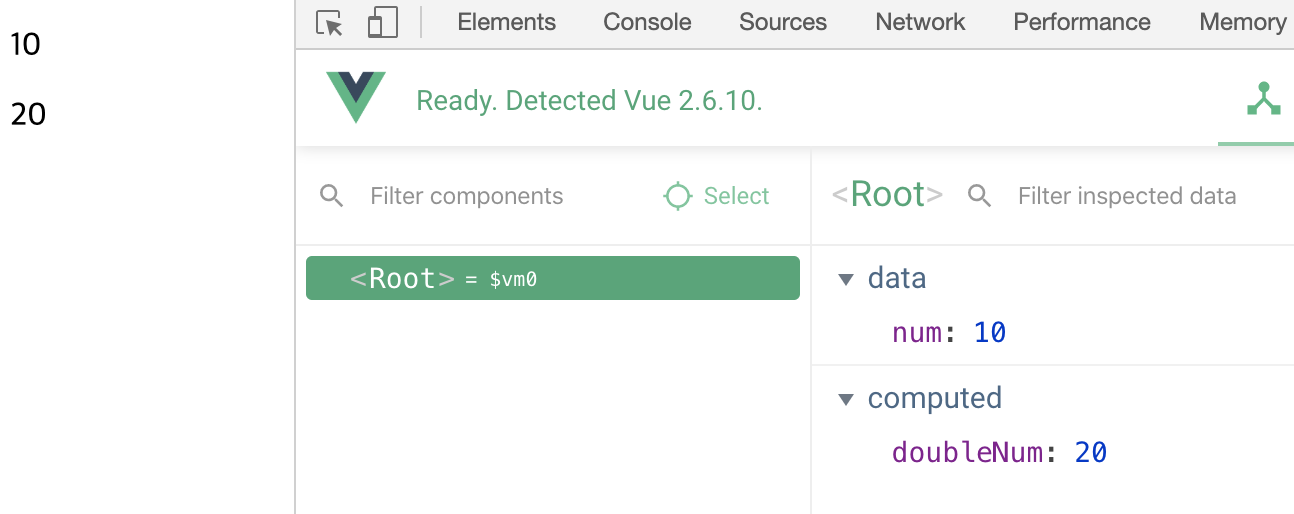 10
20
Elements Console Sources Network Performance Memory
Ready. Detected Vue 2.6.10.
Filter components Select
<Root> Filter inspected data
<Root> = $vm0
data
num: 10
computed
doubleNum: 20